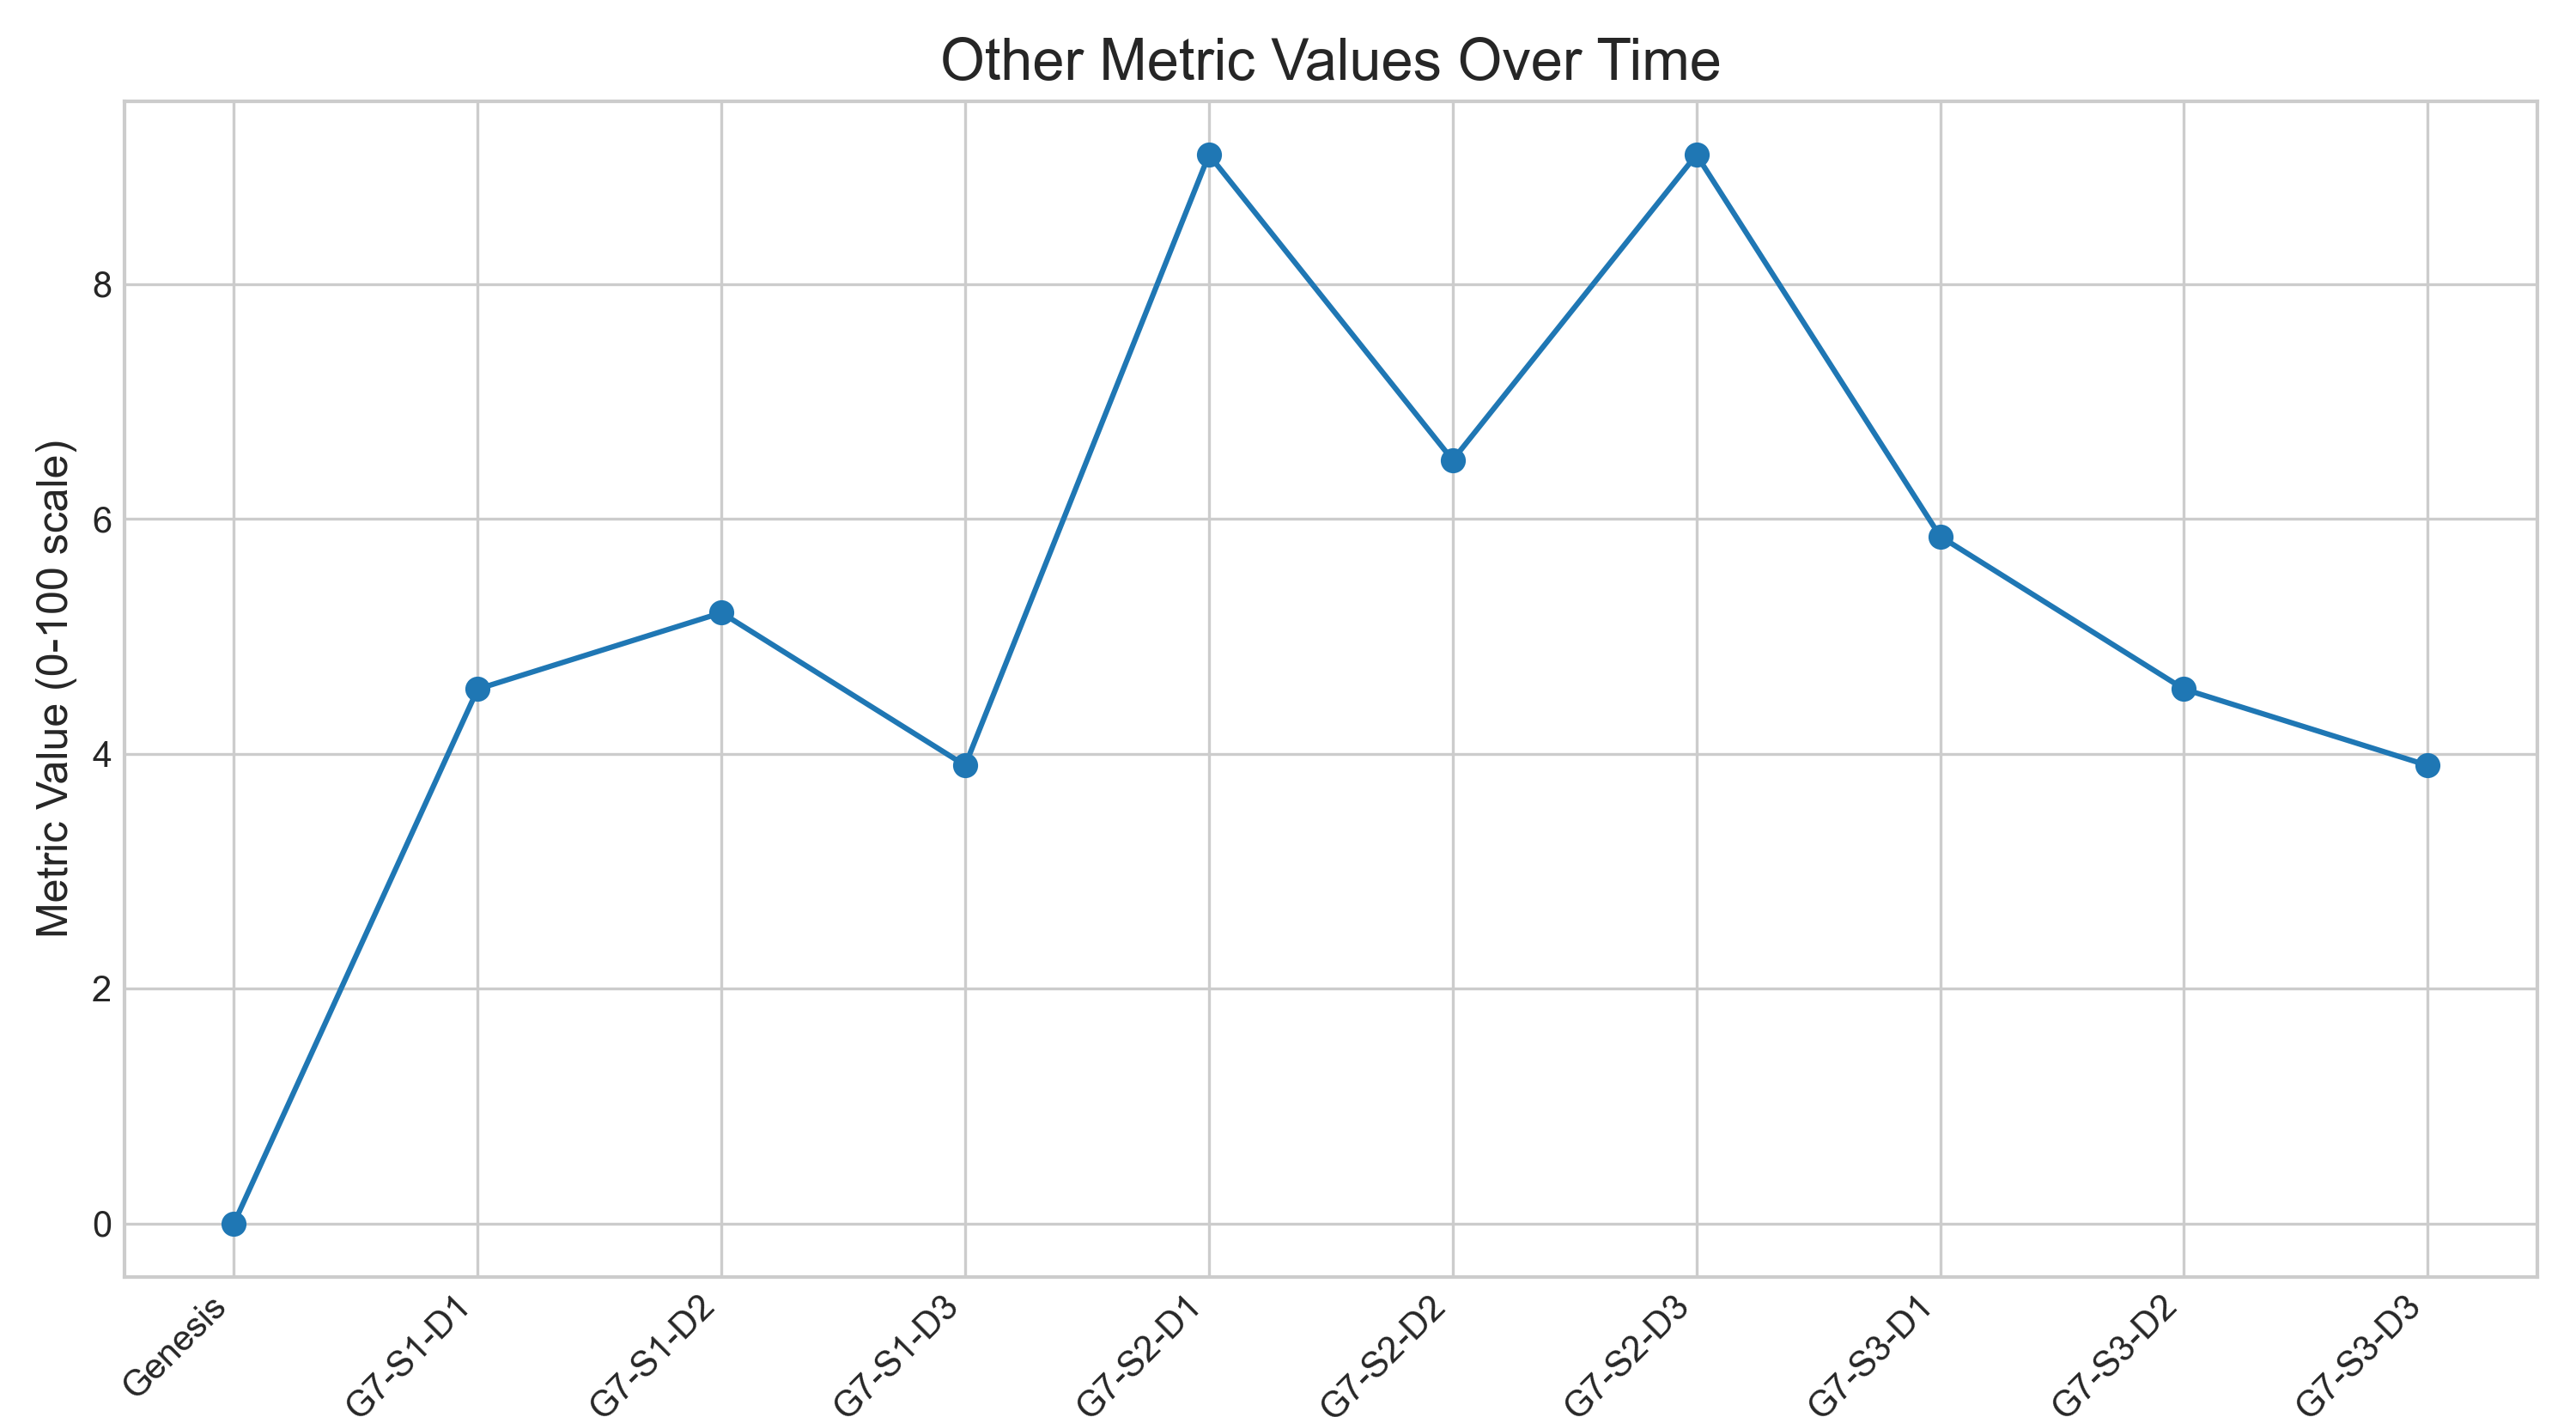 Other Metric Values Over Time
Metric Value (0-100 scale)
8
6
4
2
0
Genesis
G7-S1-D1
G7-S1-D2
G7-S1-D3
G7-S2-D1
G7-S2-D2
G7-S2-D3
G7-S3-D1
G7-S3-D2
G7-S3-D3